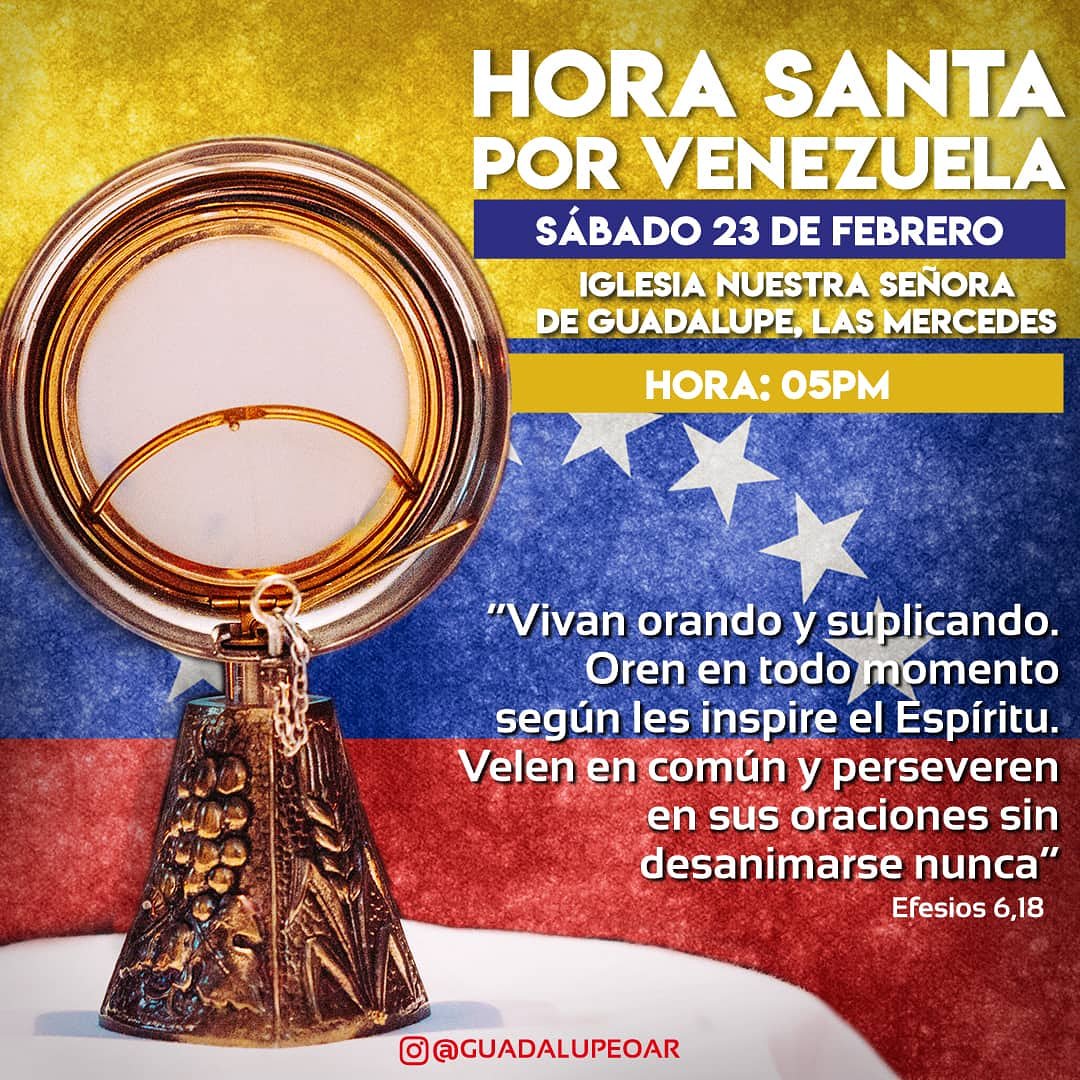 HORA SANTA
POR VENEZUELA
SÁBADO 23 DE FEBRERO
IGLESIA NUESTRA SEÑORA
DE GUADALUPE, LAS MERCEDES
HORA: 05PM
"Vivan orando y suplicando.
Oren en todo momento
según les inspire el Espíritu.
Velen en común y perseveren
en sus oraciones sin
desanimarse nunca"
Efesios 6,18
@GUADALUPEOAR